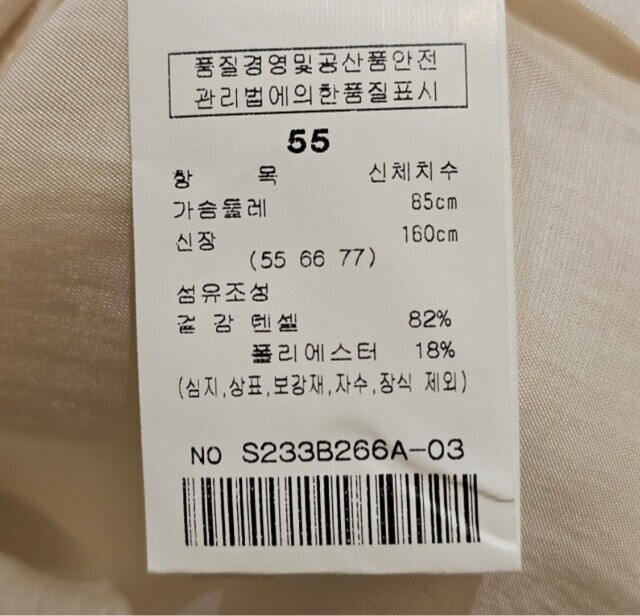 품질경영및공산품안전
관리법에의한품질표시
55
항 목 신체치수
가슴둘레 85cm
신장 160cm
(55 66 77)
섬유조성
겉 감 텐셀 82%
폴리에스터 18%
(심지,상표,보강재,자수,장식 제외)
NO S233B266A-03